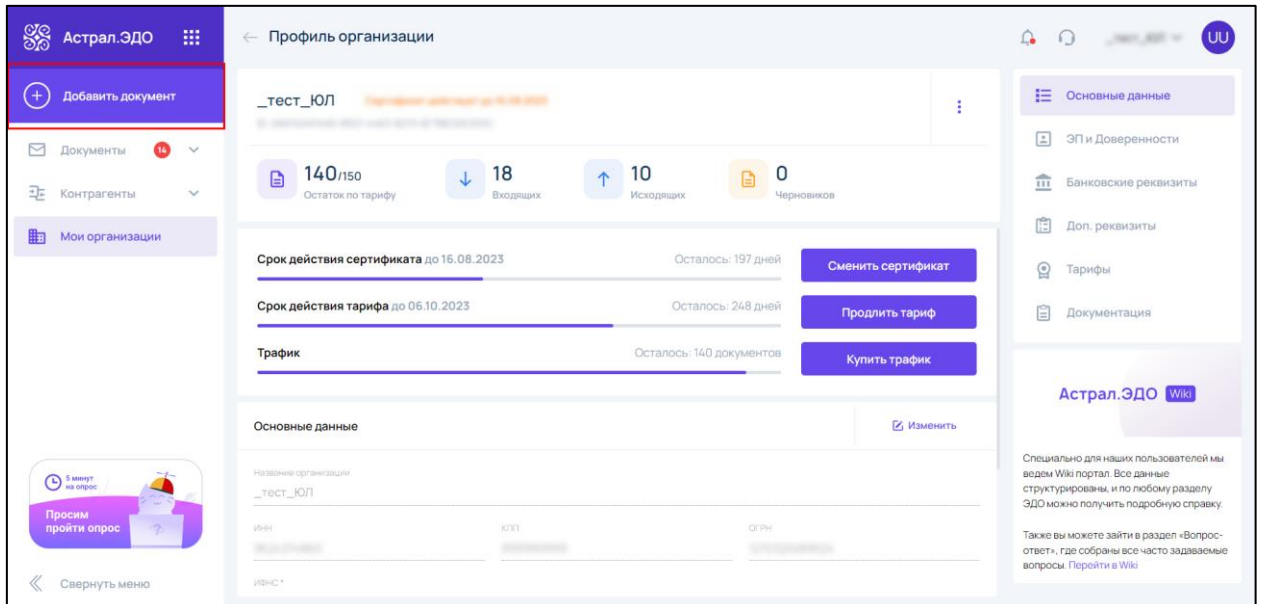 Астрал.ЭДО
Профиль организации
UU
Добавить документ
Документы 14
Контрагенты
Мои организации
5 минут
на опрос
Просим
пройти опрос
Свернуть меню
_тест_ЮЛ
140/150
Остаток по тарифу
18
Входящих
10
Исходящих
0
Черновиков
Срок действия сертификата до 16.08.2023 Осталось: 197 дней Сменить сертификат
Срок действия тарифа до 06.10.2023 Осталось: 248 дней Продлить тариф
Трафик Осталось: 140 документов Купить трафик
Основные данные Изменить
Название организации
_тест_ЮЛ
ИНН КПП ОГРН
ИФНС *
Основные данные
ЭП и Доверенности
Банковские реквизиты
Доп. реквизиты
Тарифы
Документация
Астрал.ЭДО Wiki
Специально для наших пользователей мы
ведем Wiki портал. Все данные
структурированы, и по любому разделу
ЭДО можно получить подробную справку.
Также вы можете зайти в раздел «Вопрос-
ответ», где собраны все часто задаваемые
вопросы. Перейти в Wiki